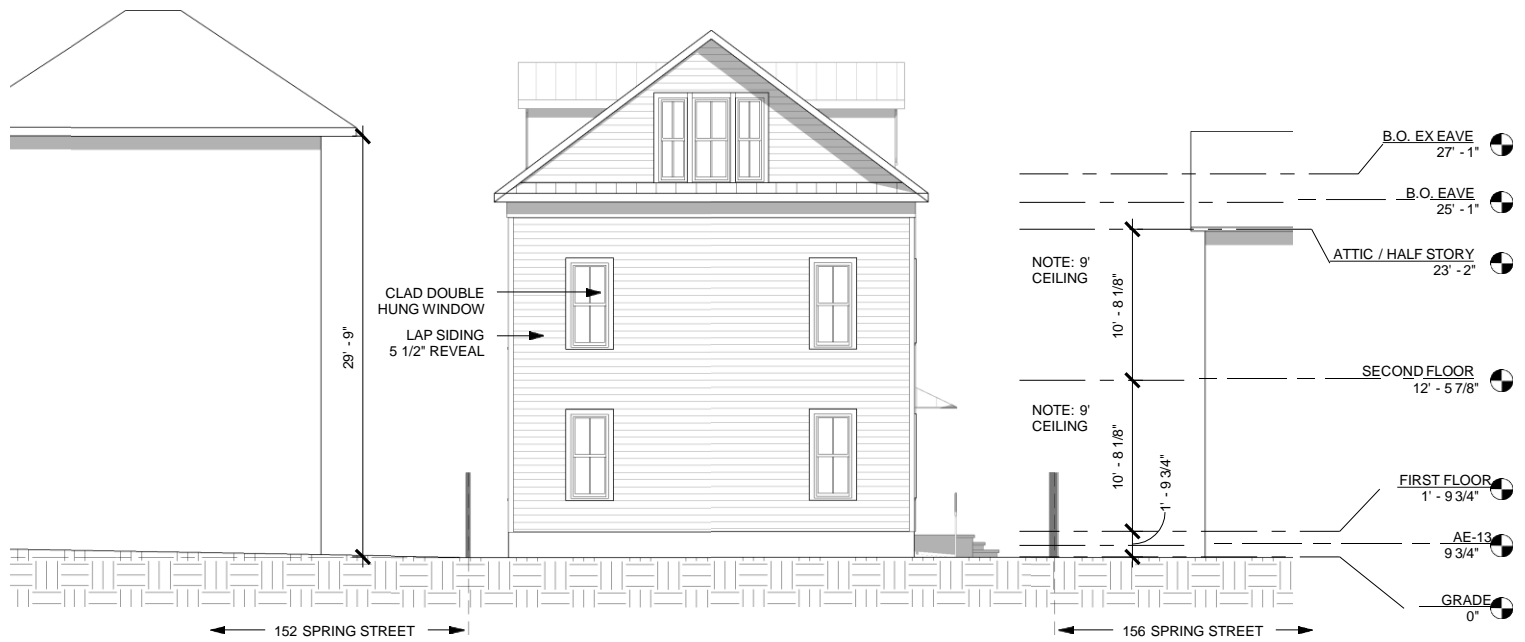 29' - 9"
CLAD DOUBLE
HUNG WINDOW
LAP SIDING
5 1/2" REVEAL
NOTE: 9'
CEILING
10' - 8 1/8"
NOTE: 9'
CEILING
10' - 8 1/8"
1' - 9 3/4"
B.O. EX EAVE
27' - 1"
B.O. EAVE
25' - 1"
ATTIC / HALF STORY
23' - 2"
SECOND FLOOR
12' - 5 7/8"
FIRST FLOOR
1' - 9 3/4"
AE-13
9 3/4"
GRADE
0"
152 SPRING STREET
156 SPRING STREET